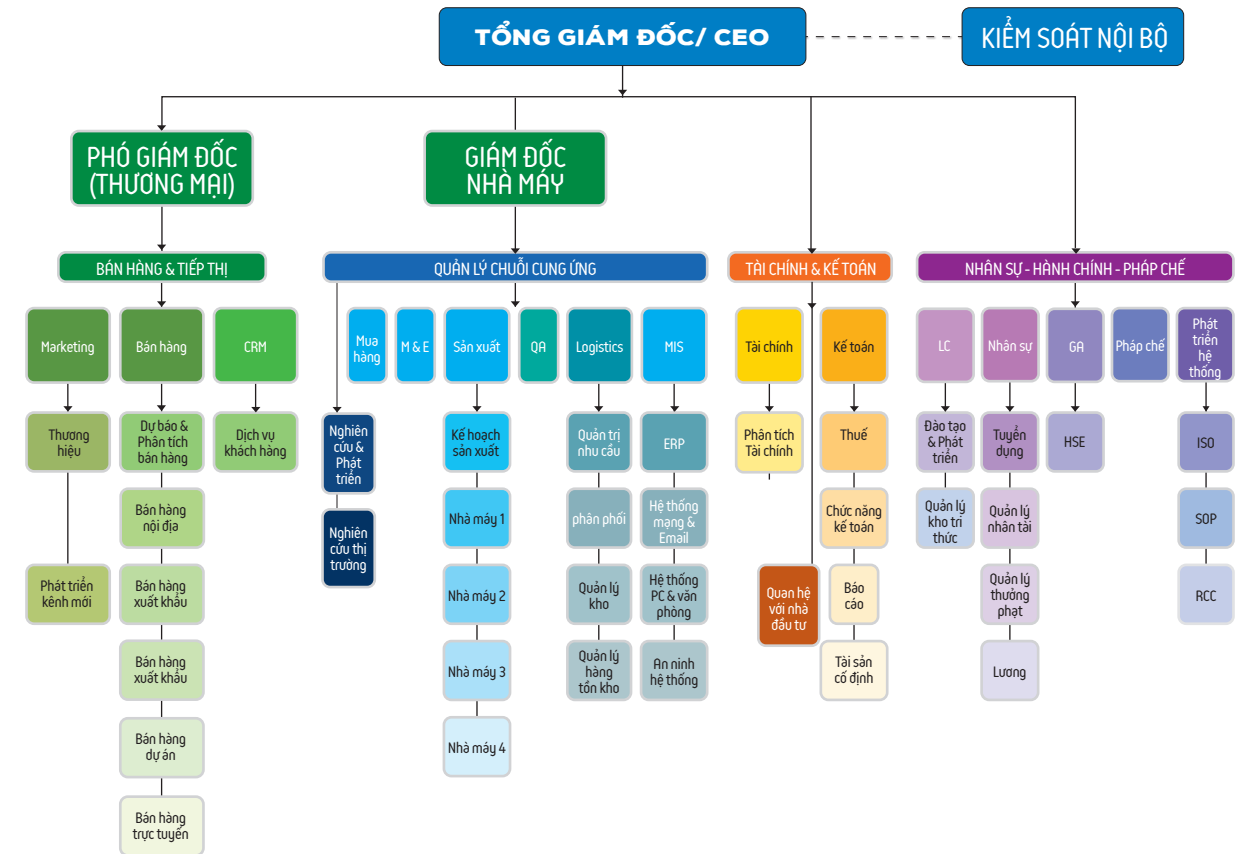 TỔNG GIÁM ĐỐC/ CEO
KIỂM SOÁT NỘI BỘ
PHÓ GIÁM ĐỐC
(THƯƠNG MẠI)
GIÁM ĐỐC
NHÀ MÁY
BÁN HÀNG & TIẾP THỊ
QUẢN LÝ CHUỖI CUNG ỨNG
TÀI CHÍNH & KẾ TOÁN
NHÂN SỰ - HÀNH CHÍNH - PHÁP CHẾ
Marketing
Bán hàng
CRM
Mua
hàng
M & E
Sản xuất
QA
Logistics
MIS
Tài chính
Kế toán
LC
Nhân sự
GA
Pháp chế
Phát
triển
hệ
thống
Thương
hiệu
Dự báo &
Phân tích
bán hàng
Dịch vụ
khách hàng
Nghiên
cứu &
Phát
triển
Kế hoạch
sản xuất
Quản trị
nhu cầu
ERP
Phân tích
Tài chính
Thuế
Đào tạo
& Phát
triển
Tuyển
dụng
HSE
ISO
Bán hàng
nội địa
Nghiên
cứu thị
trường
Nhà máy 1
phân phối
Hệ thống
mạng &
Email
Chức năng
kế toán
Quản lý
kho tri
thức
Quản lý
nhân tài
SOP
Phát triển
kênh mới
Bán hàng
xuất khẩu
Nhà máy 2
Quản lý
kho
Hệ thống
PC & văn
phòng
Quan hệ
với nhà
đầu tư
Báo
cáo
Quản lý
thưởng
phạt
RCC
Bán hàng
xuất khẩu
Nhà máy 3
Quản lý
hàng
tồn kho
An ninh
hệ thống
Tài sản
cố định
Lương
Bán hàng
dự án
Nhà máy 4
Bán hàng
trực tuyến